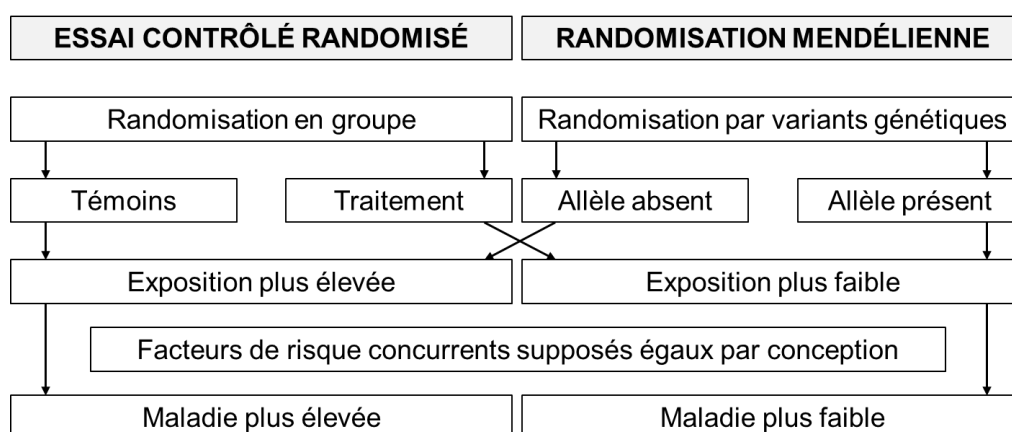 ESSAI CONTRÔLÉ RANDOMISÉ
RANDOMISATION MENDÉLIENNE
Randomisation en groupe
Randomisation par variants génétiques
Témoins
Traitement
Allèle absent
Allèle présent
Exposition plus élevée
Exposition plus faible
Facteurs de risque concurrents supposés égaux par conception
Maladie plus élevée
Maladie plus faible